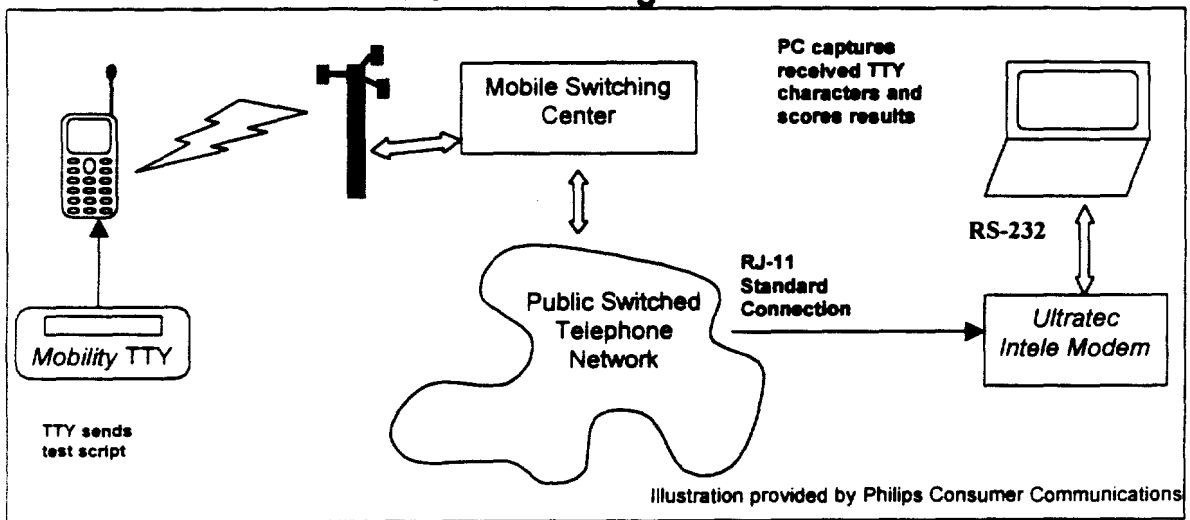 Mobile Switching
Center
PC captures
received TTY
characters and
scores results
RS-232
RJ-11
Standard
Connection
Public Switched
Telephone
Network
Ultratec
Intele Modem
Mobility TTY
TTY sends
test script
Illustration provided by Philips Consumer Communications